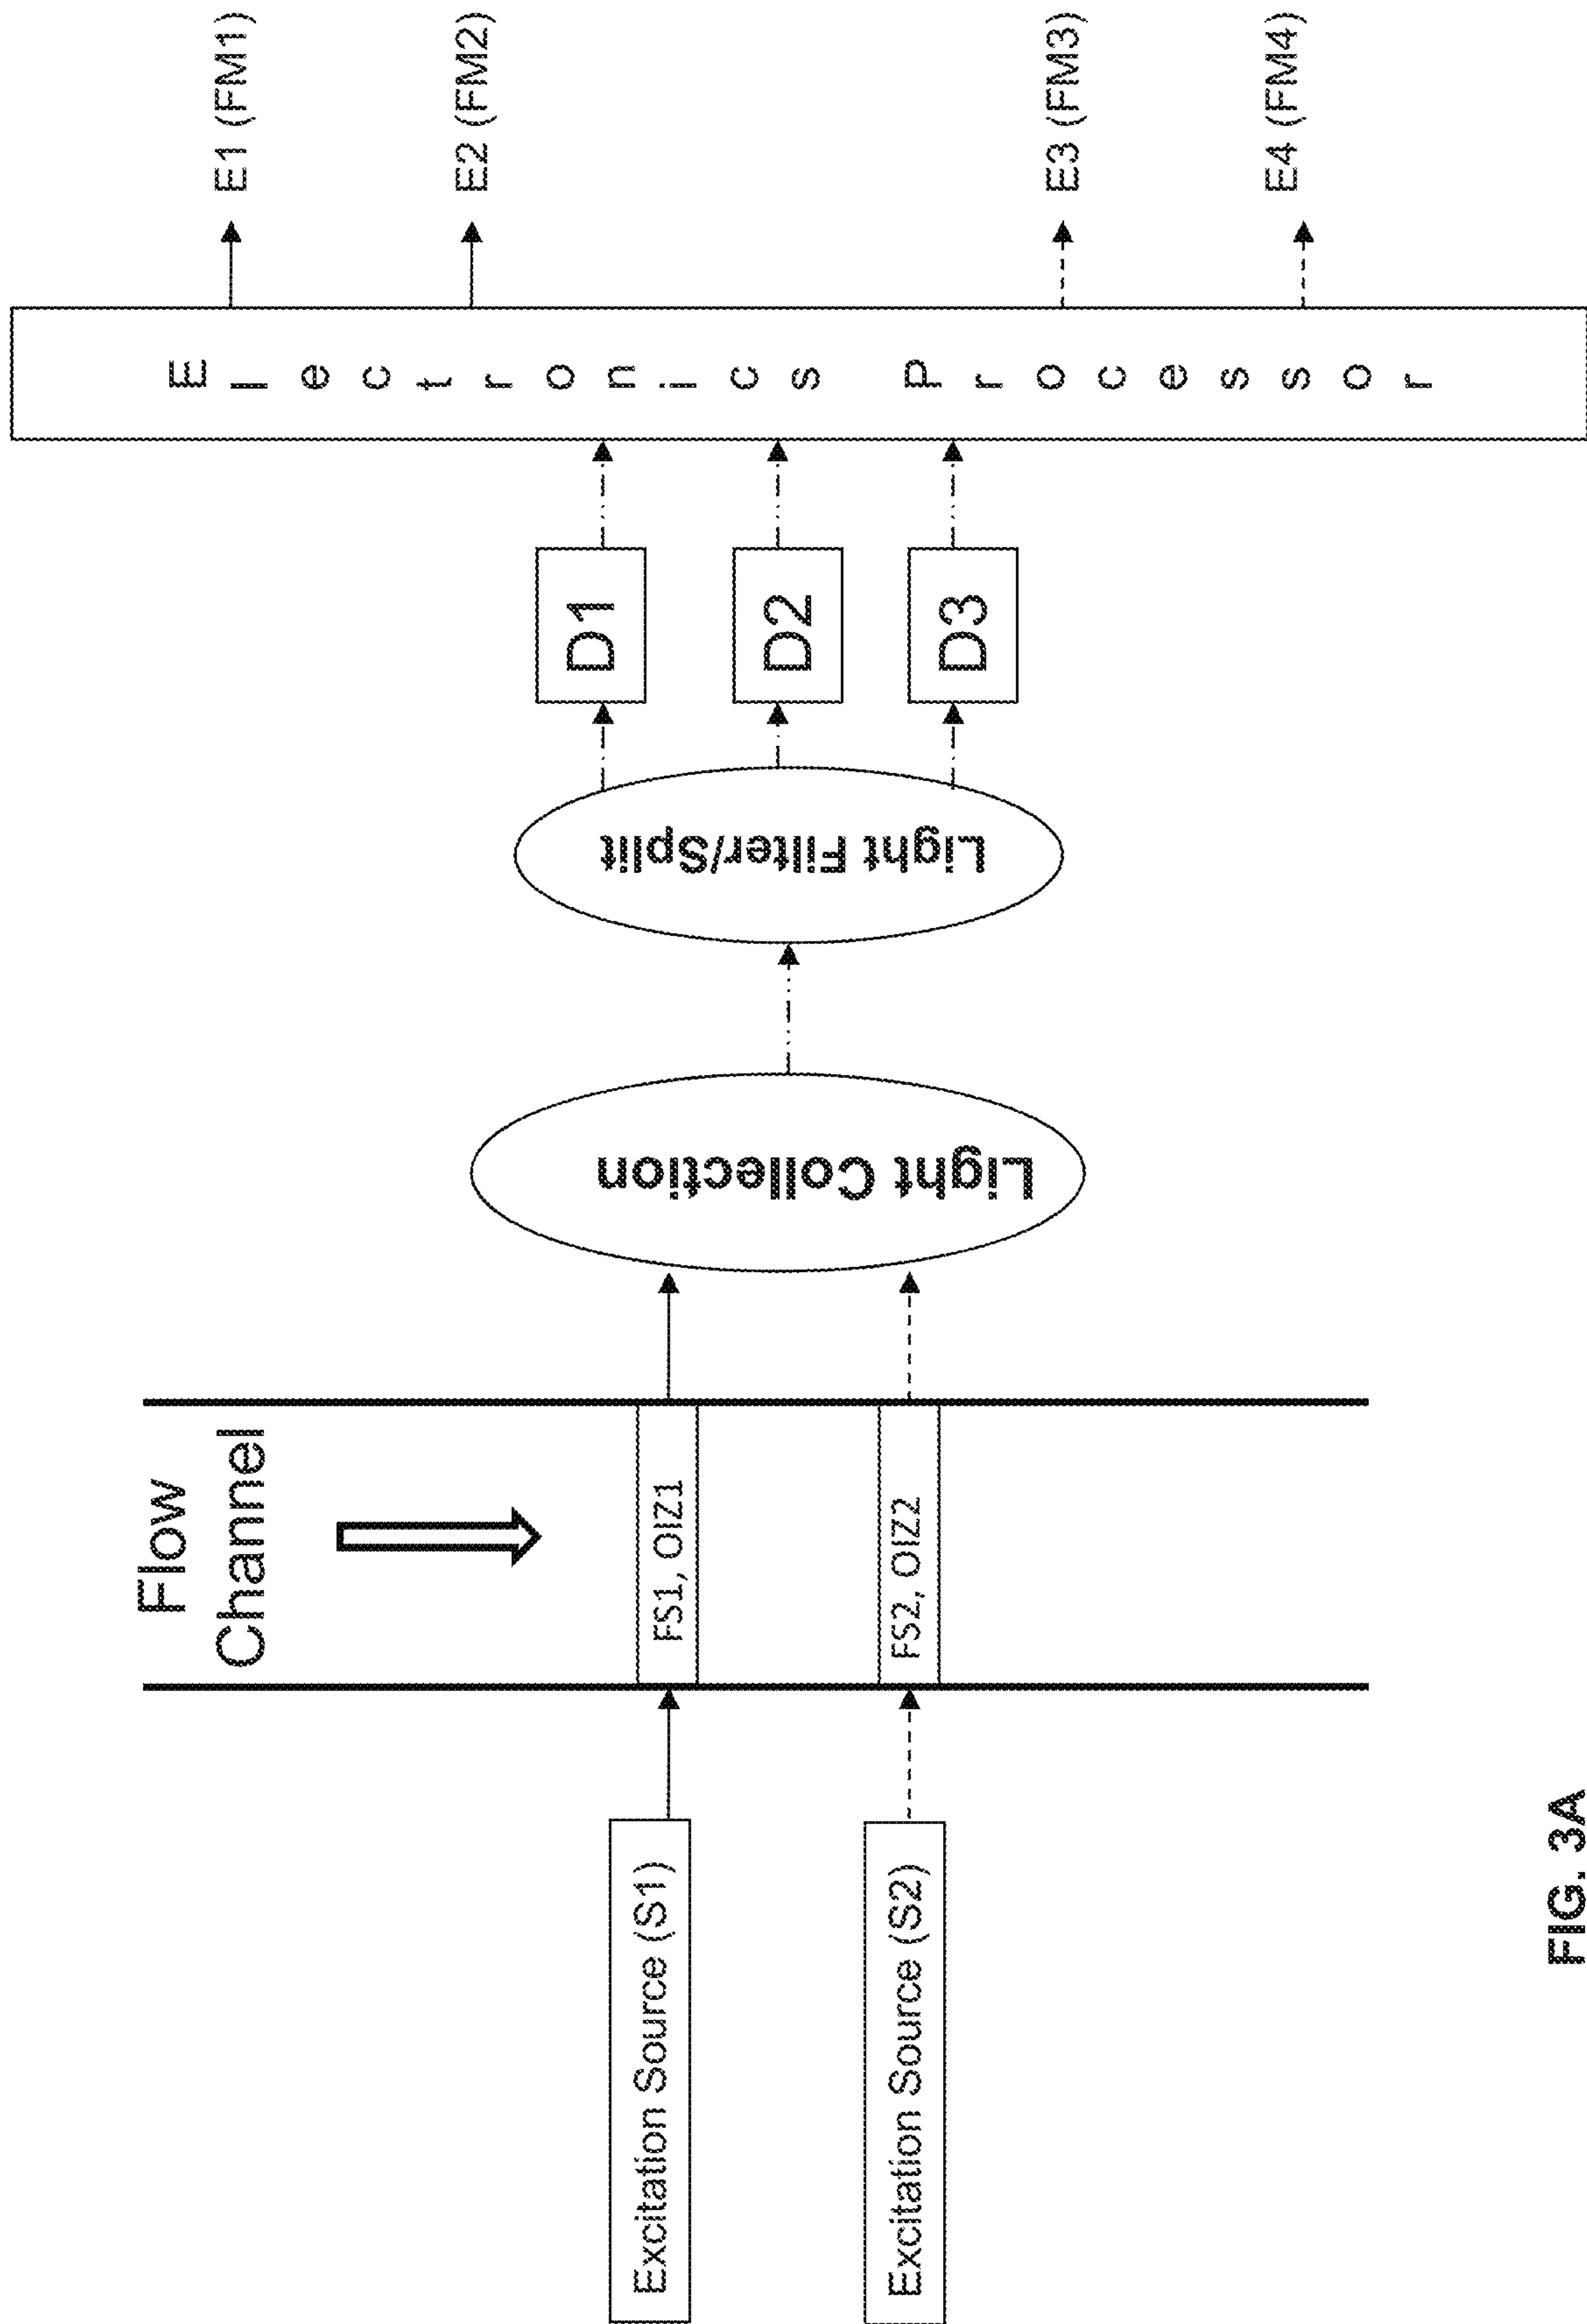 Flow
Channel
Excitation Source (S1)
FS1, OIZ1
Excitation Source (S2)
FS2, OIZ2
Light Collection
Light Filter/Split
D1
D2
D3
Electronics Processor
E1 (FM1)
E2 (FM2)
E3 (FM3)
E4 (FM4)
FIG. 3A